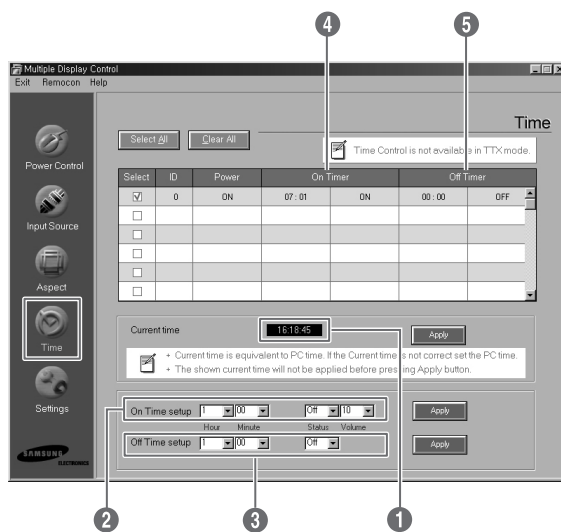 4 5
Multiple Display Control
Exit Remocon Help
Time
Select All Clear All
Time Control is not available in TTX mode.
Power Control
Select ID Power On Timer Off Timer
0 ON 07 : 01 ON 00 : 00 OFF
Input Source
Aspect
Current time 16:18:45 Apply
Time
+ Current time is equivalent to PC time. If the Current time is not correct set the PC time.
+ The shown current time will not be applied before pressing Apply button.
Settings
On Time setup 1 00 Off 10 Apply
Hour Minute Status Volume
Off Time setup 1 00 Off Apply
SAMSUNG
ELECTRONICS
2 3 1